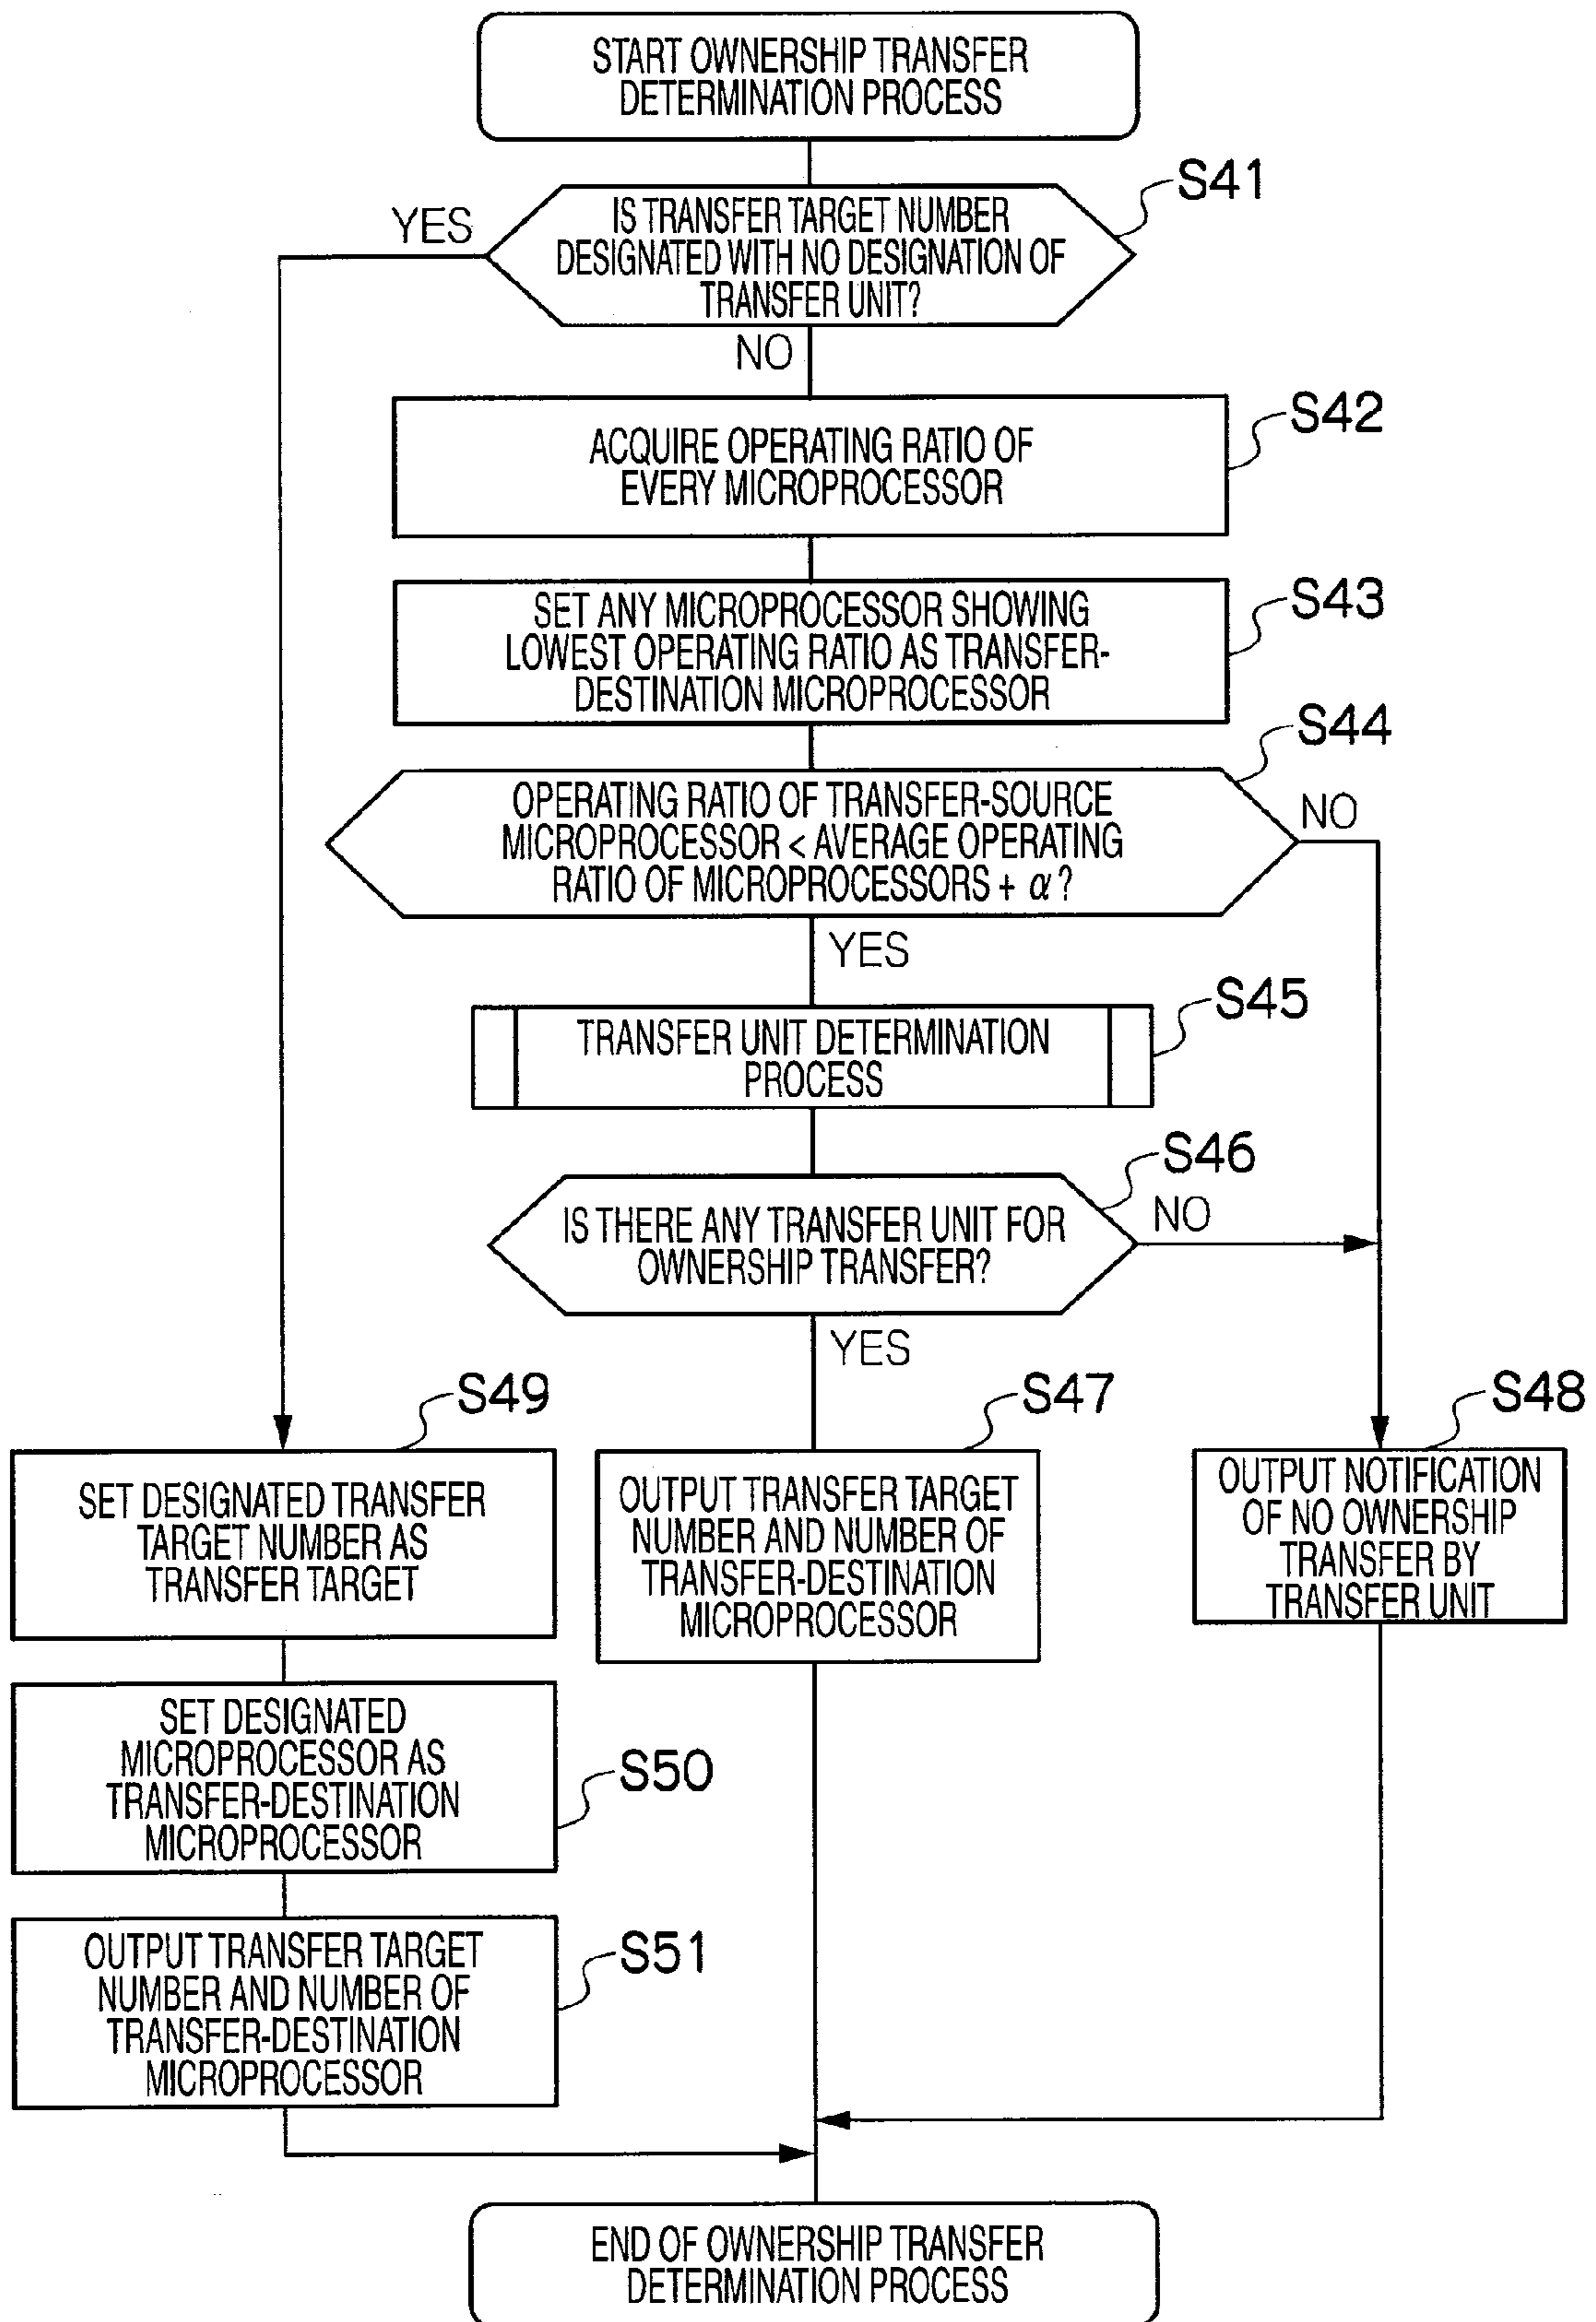 START OWNERSHIP TRANSFER
DETERMINATION PROCESS
S41
YES
IS TRANSFER TARGET NUMBER
DESIGNATED WITH NO DESIGNATION OF
TRANSFER UNIT?
NO
S42
ACQUIRE OPERATING RATIO OF
EVERY MICROPROCESSOR
S43
SET ANY MICROPROCESSOR SHOWING
LOWEST OPERATING RATIO AS TRANSFER-
DESTINATION MICROPROCESSOR
S44
OPERATING RATIO OF TRANSFER-SOURCE
MICROPROCESSOR < AVERAGE OPERATING
RATIO OF MICROPROCESSORS + α ?
NO
YES
S45
TRANSFER UNIT DETERMINATION
PROCESS
S46
IS THERE ANY TRANSFER UNIT FOR
OWNERSHIP TRANSFER?
NO
YES
S49
SET DESIGNATED TRANSFER
TARGET NUMBER AS
TRANSFER TARGET
S47
OUTPUT TRANSFER TARGET
NUMBER AND NUMBER OF
TRANSFER-DESTINATION
MICROPROCESSOR
S48
OUTPUT NOTIFICATION
OF NO OWNERSHIP
TRANSFER BY
TRANSFER UNIT
SET DESIGNATED
MICROPROCESSOR AS
TRANSFER-DESTINATION
MICROPROCESSOR
S50
OUTPUT TRANSFER TARGET
NUMBER AND NUMBER OF
TRANSFER-DESTINATION
MICROPROCESSOR
S51
END OF OWNERSHIP TRANSFER
DETERMINATION PROCESS